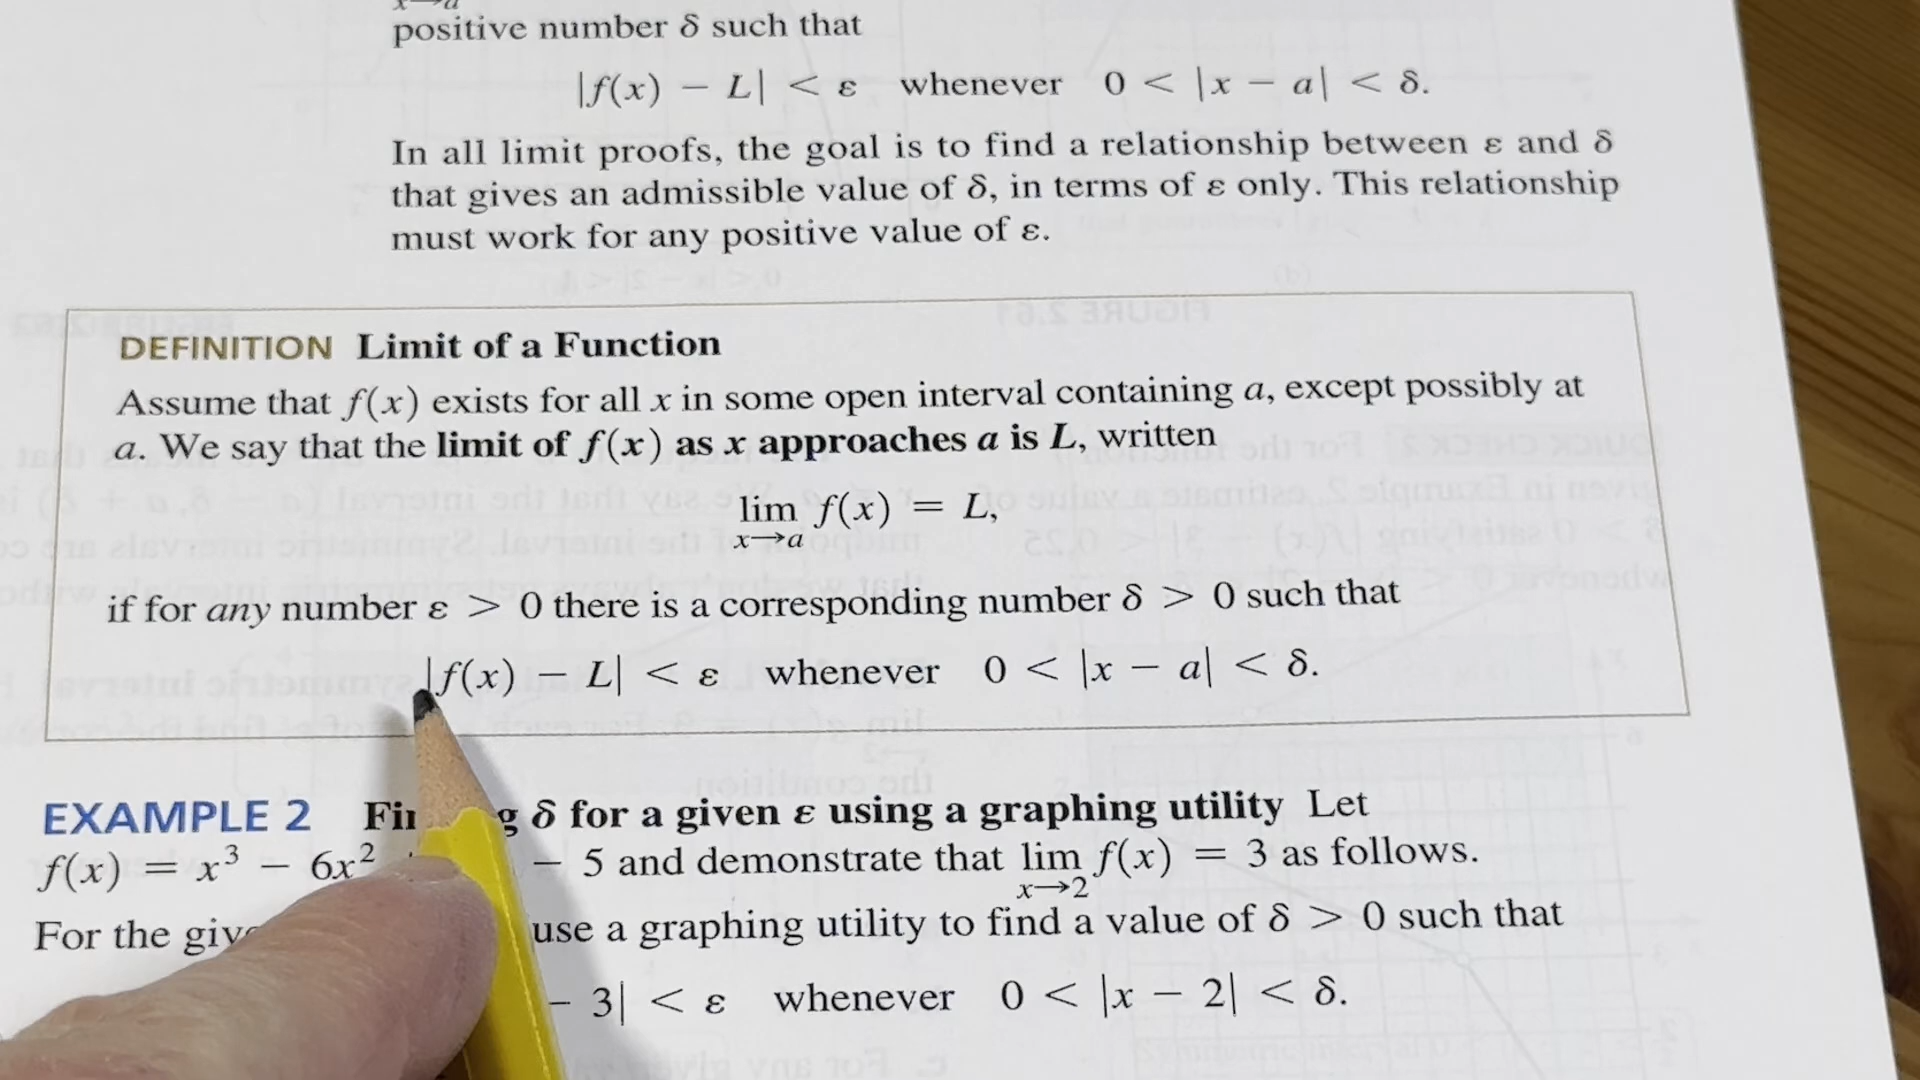 positive number δ such that
|f(x) − L| < ε whenever 0 < |x − a| < δ.
In all limit proofs, the goal is to find a relationship between ε and δ
that gives an admissible value of δ, in terms of ε only. This relationship
must work for any positive value of ε.
DEFINITION Limit of a Function
Assume that f(x) exists for all x in some open interval containing a, except possibly at
a. We say that the limit of f(x) as x approaches a is L, written
lim f(x) = L,
x→a
if for any number ε > 0 there is a corresponding number δ > 0 such that
|f(x) − L| < ε whenever 0 < |x − a| < δ.
EXAMPLE 2 δ for a given ε using a graphing utility Let
f(x) = x³ − 6x² − 5 and demonstrate that lim f(x) = 3 as follows.
x→2
For the use a graphing utility to find a value of δ > 0 such that
− 3| < ε whenever 0 < |x − 2| < δ.